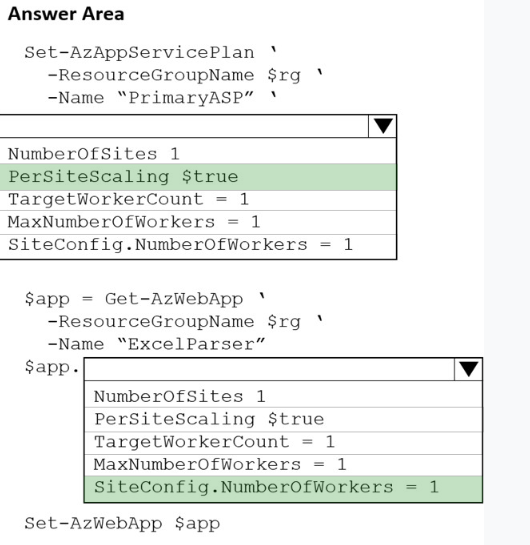 Answer Area
Set-AzAppServicePlan `
-ResourceGroupName $rg `
-Name “PrimaryASP” `
NumberOfSites 1
PerSiteScaling $true
TargetWorkerCount = 1
MaxNumberOfWorkers = 1
SiteConfig.NumberOfWorkers = 1
$app = Get-AzWebApp `
-ResourceGroupName $rg `
-Name “ExcelParser”
$app.
NumberOfSites 1
PerSiteScaling $true
TargetWorkerCount = 1
MaxNumberOfWorkers = 1
SiteConfig.NumberOfWorkers = 1
Set-AzWebApp $app